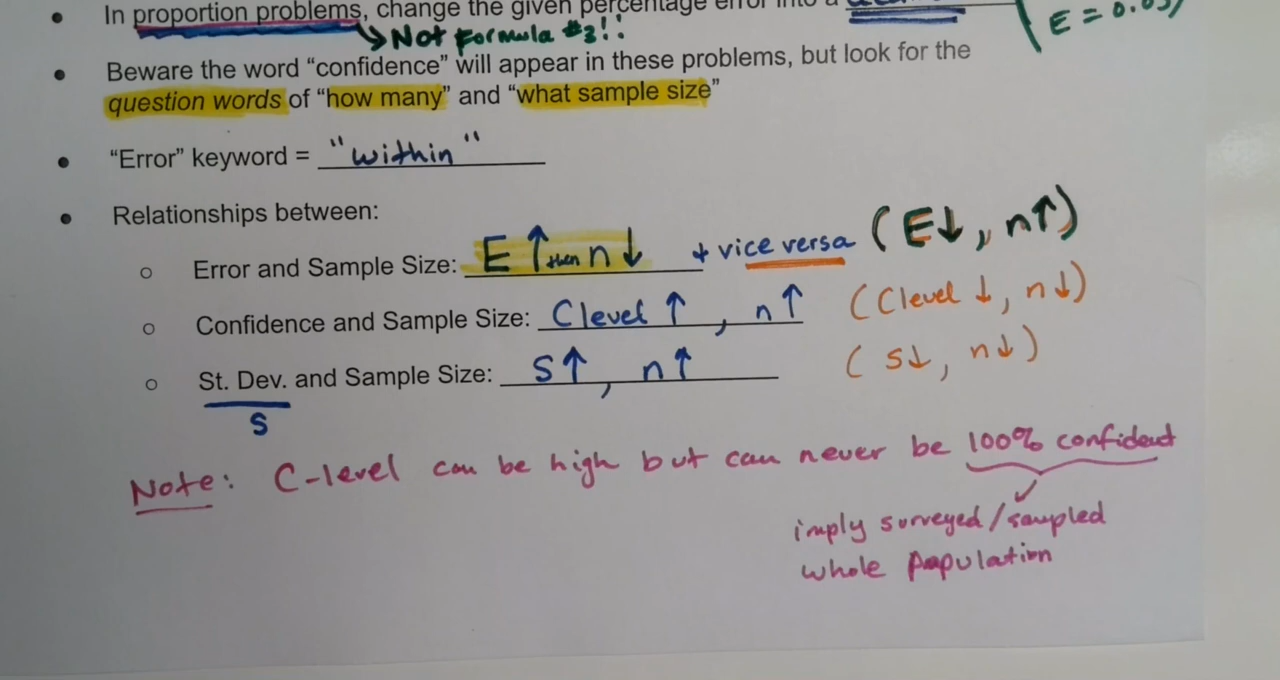 In proportion problems, change the given percentage error into a
E = 0.03
→ Not Formula #3!!
Beware the word “confidence” will appear in these problems, but look for the
question words of “how many” and “what sample size”
“Error” keyword = "within"
Relationships between:
Error and Sample Size: E ↑ then n ↓ + vice versa (E↓, n↑)
Confidence and Sample Size: Clevel ↑, n↑ (Clevel ↓, n↓)
St. Dev. and Sample Size: S↑, n↑ (S↓, n↓)
S
Note: C-level can be high but can never be 100% confident
imply surveyed/sampled
whole population